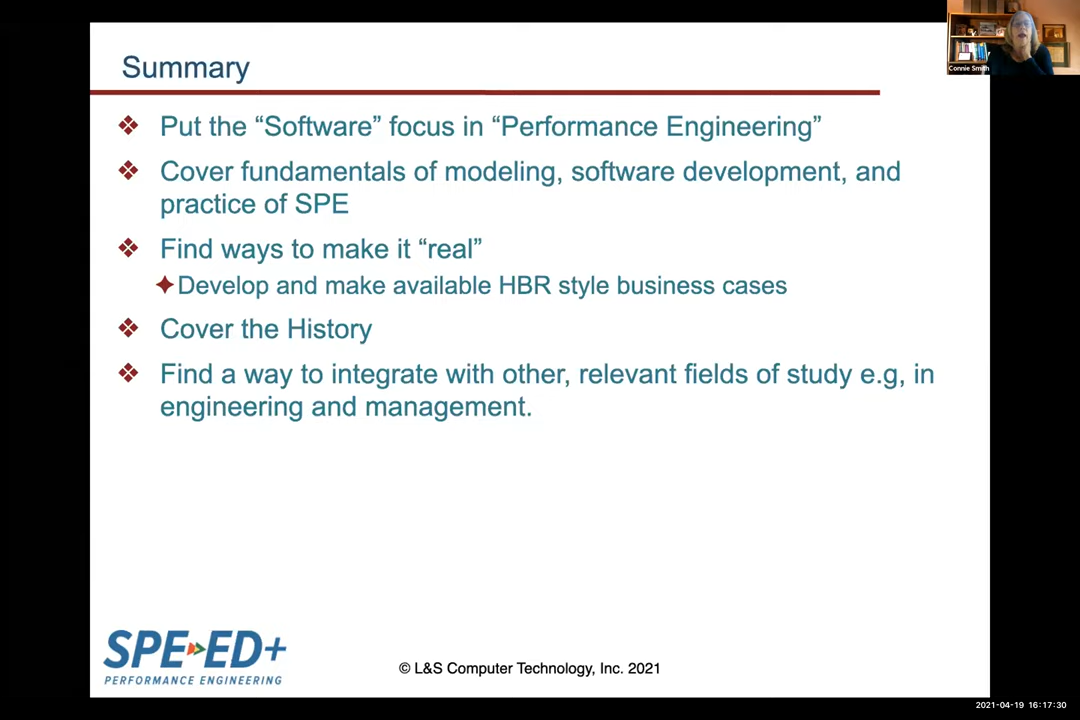 Summary
Connie Smith
Put the “Software” focus in “Performance Engineering”
Cover fundamentals of modeling, software development, and
practice of SPE
Find ways to make it “real”
Develop and make available HBR style business cases
Cover the History
Find a way to integrate with other, relevant fields of study e.g, in
engineering and management.
SPE-ED+
PERFORMANCE ENGINEERING
© L&S Computer Technology, Inc. 2021
2021-04-19 16:17:30